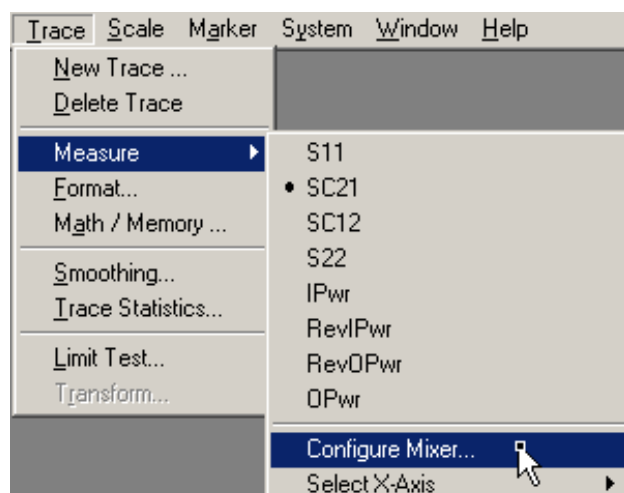 Trace Scale Marker System Window Help
New Trace ...
Delete Trace
Measure
Format...
Math / Memory ...
Smoothing...
Trace Statistics...
Limit Test...
Transform...
S11
SC21
SC12
S22
IPwr
RevIPwr
RevOPwr
OPwr
Configure Mixer...
Select X-Axis